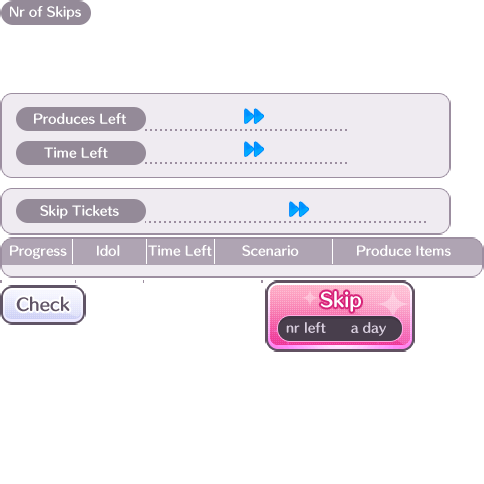 Nr of Skips
Produces Left
Time Left
Skip Tickets
Progress Idol Time Left Scenario Produce Items
Check
Skip
nr left a day